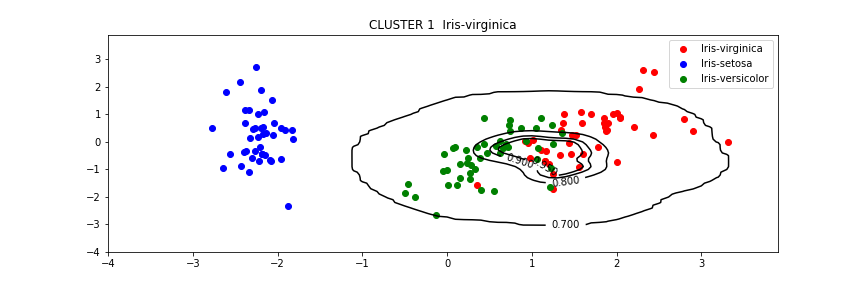 CLUSTER 1 Iris-virginica
Iris-virginica
Iris-setosa
Iris-versicolor
3
2
1
0
−1
−2
−3
−4
0.900
0.800
0.700
−4 −3 −2 −1 0 1 2 3